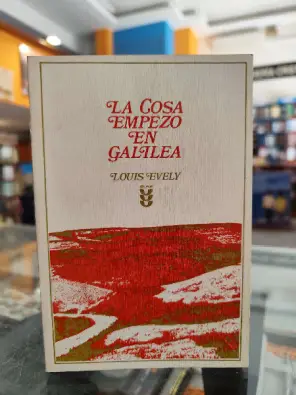 LA COSA
EMPEZO
EN
GALILEA
LOUIS EVELY